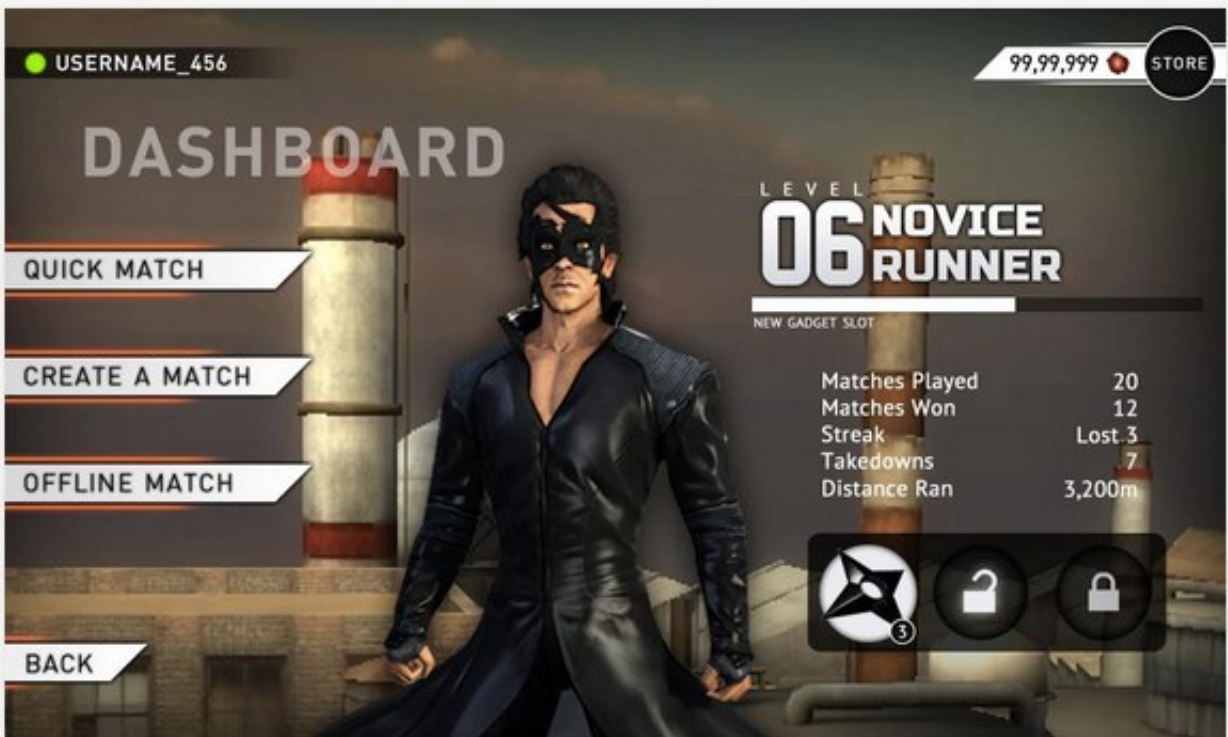 USERNAME_456
99,99,999
STORE
DASHBOARD
LEVEL
06 NOVICE
RUNNER
NEW GADGET SLOT
QUICK MATCH
CREATE A MATCH
OFFLINE MATCH
BACK
Matches Played 20
Matches Won 12
Streak Lost 3
Takedowns 7
Distance Ran 3,200m
3